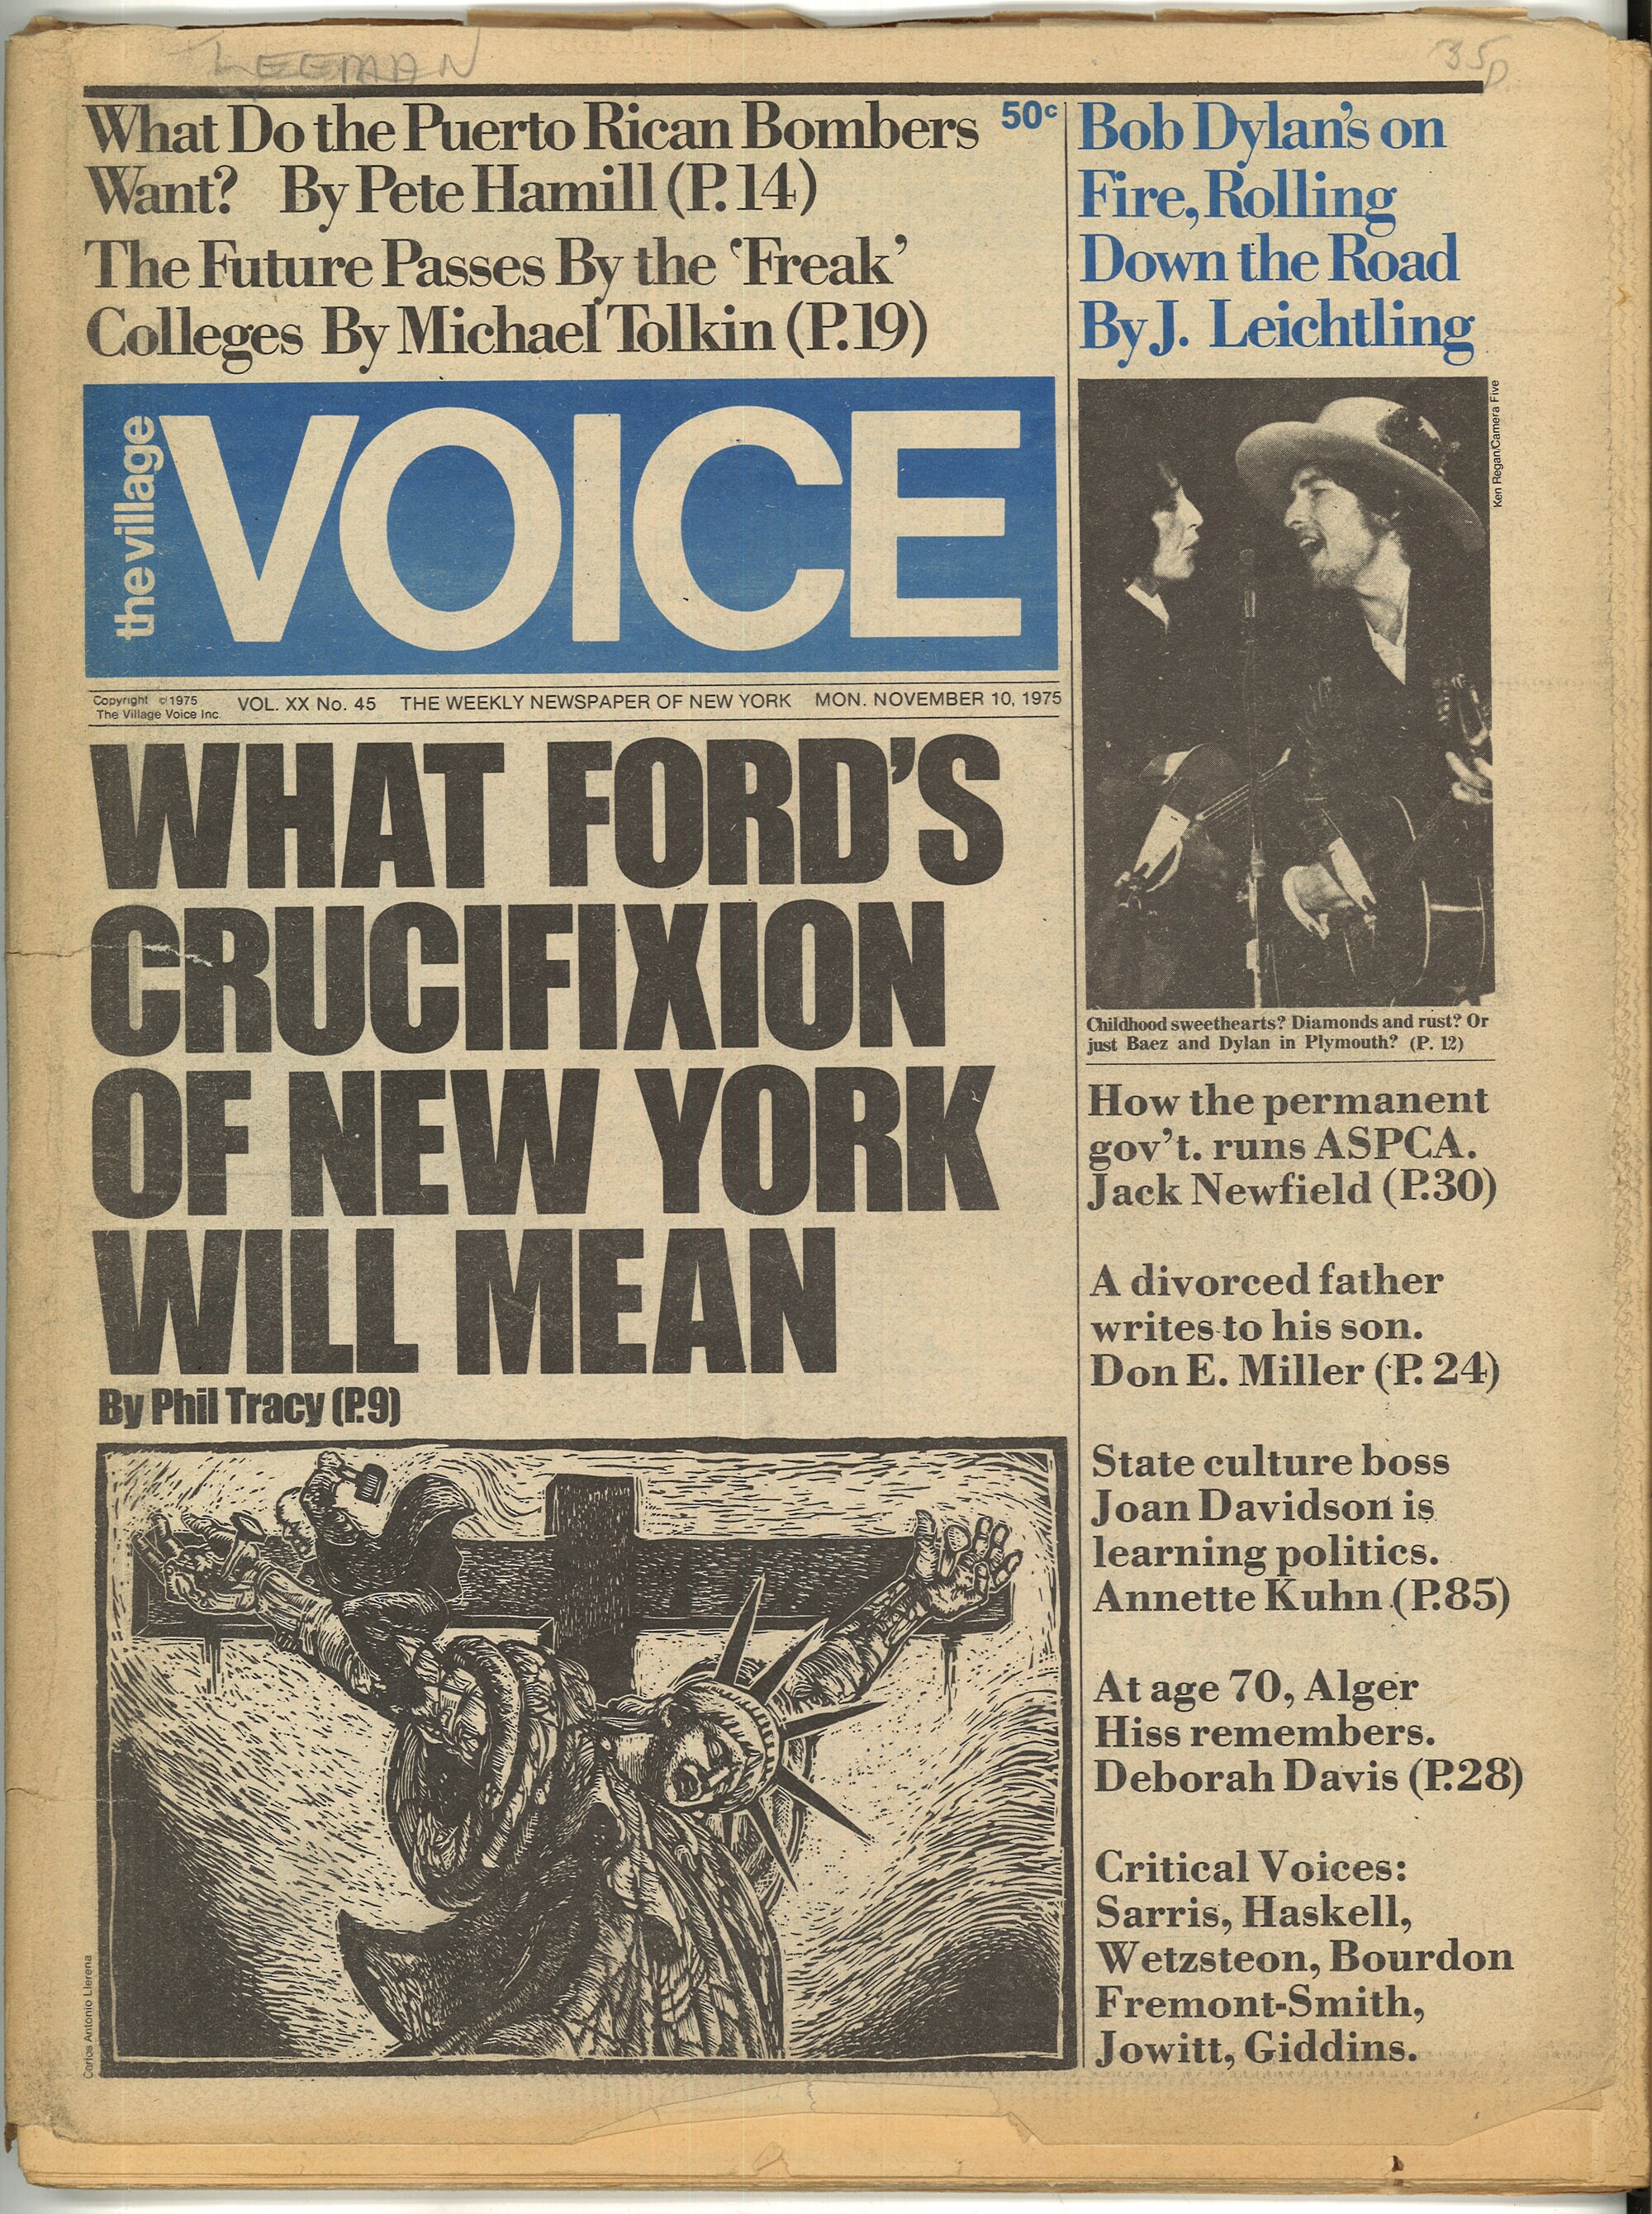 LEEMAN
35p
What Do the Puerto Rican Bombers
Want? By Pete Hamill (P. 14)
The Future Passes By the ‘Freak’
Colleges By Michael Tolkin (P. 19)
50c
Bob Dylan's on
Fire, Rolling
Down the Road
By J. Leichtling
the village
VOICE
Ken Regan/Camera Five
Copyright ©1975
The Village Voice Inc.
VOL. XX No. 45 THE WEEKLY NEWSPAPER OF NEW YORK MON. NOVEMBER 10, 1975
WHAT FORD'S
CRUCIFIXION
OF NEW YORK
WILL MEAN
By Phil Tracy (P.9)
Carlos Antonio Llerena
Childhood sweethearts? Diamonds and rust? Or
just Baez and Dylan in Plymouth? (P. 12)
How the permanent
gov't. runs ASPCA.
Jack Newfield (P.30)
A divorced father
writes to his son.
Don E. Miller (P. 24)
State culture boss
Joan Davidson is
learning politics.
Annette Kuhn (P.85)
At age 70, Alger
Hiss remembers.
Deborah Davis (P.28)
Critical Voices:
Sarris, Haskell,
Wetzsteon, Bourdon
Fremont-Smith,
Jowitt, Giddins.